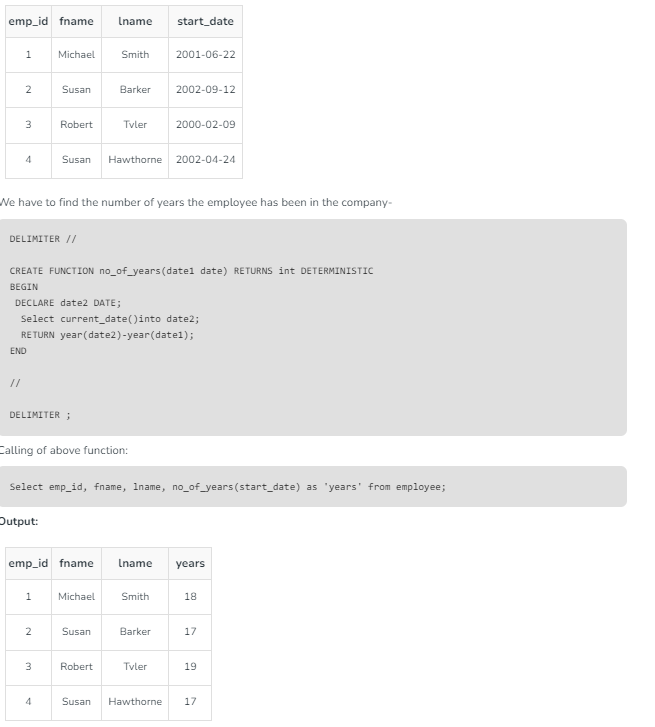 emp_id fname lname start_date
1 Michael Smith 2001-06-22
2 Susan Barker 2002-09-12
3 Robert Tvler 2000-02-09
4 Susan Hawthorne 2002-04-24
We have to find the number of years the employee has been in the company-
DELIMITER //
CREATE FUNCTION no_of_years(date1 date) RETURNS int DETERMINISTIC
BEGIN
DECLARE date2 DATE;
Select current_date()into date2;
RETURN year(date2)-year(date1);
END
//
DELIMITER ;
Calling of above function:
Select emp_id, fname, lname, no_of_years(start_date) as 'years' from employee;
Output:
emp_id fname lname years
1 Michael Smith 18
2 Susan Barker 17
3 Robert Tvler 19
4 Susan Hawthorne 17